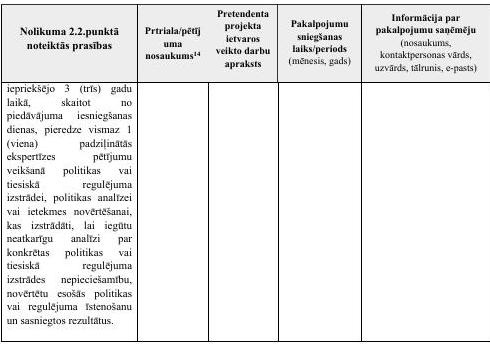 Nolikuma 2.2.punktā
noteiktās prasības
Prtriala/pētīj
uma
nosaukums¹⁴
Pretendenta
projekta
ietvaros
veikto darbu
apraksts
Pakalpojumu
sniegšanas
laiks/periods
(mēnesis, gads)
Informācija par
pakalpojumu saņēmēju
(nosaukums,
kontaktpersonas vārds,
uzvārds, tālrunis, e-pasts)
iepriekšējo 3 (trīs) gadu
laikā, skaitot no
piedāvājuma iesniegšanas
dienas, pieredze vismaz 1
(viena) padziļinātās
ekspertīzes pētījumu
veikšanā politikas vai
tiesiskā regulējuma
izstrādei, politikas analīzei
vai ietekmes novērtēšanai,
kas izstrādāti, lai iegūtu
neatkarīgu analīzi par
konkrētas politikas vai
tiesiskā regulējuma
izstrādes nepieciešamību,
novērtētu esošās politikas
vai regulējuma īstenošanu
un sasniegtos rezultātus.